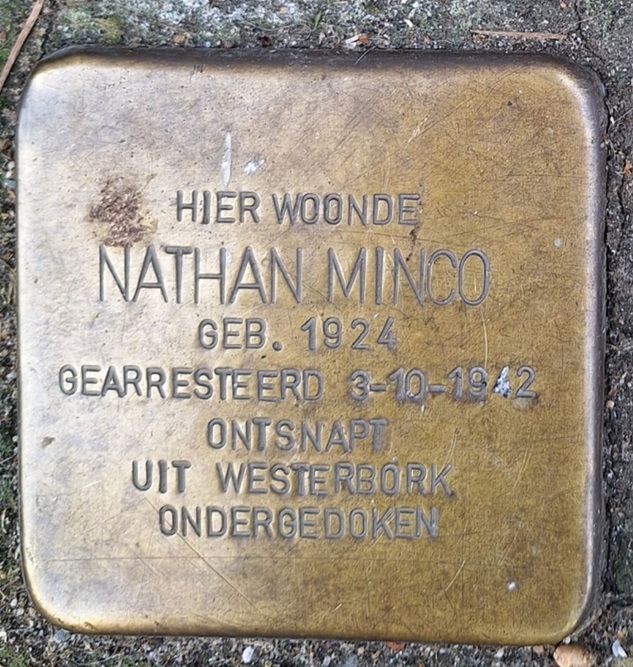 HIER WOONDE
NATHAN MINCO
GEB. 1924
GEARRESTEERD 3-10-1942
ONTSNAPT
UIT WESTERBORK
ONDERGEDOKEN